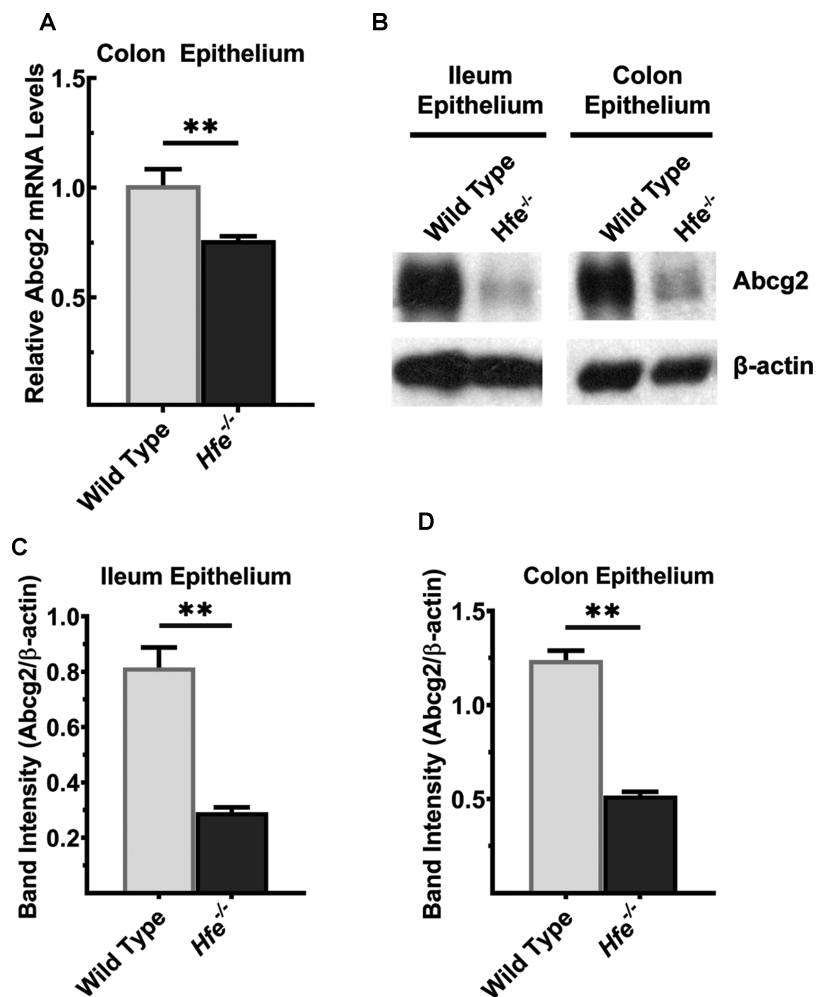 A
Colon Epithelium
Relative Abcg2 mRNA Levels
1.5
1.0
0.5
**
Wild Type
Hfe-/-
B
Ileum
Epithelium
Colon
Epithelium
Wild Type
Hfe-/-
Wild Type
Hfe-/-
Abcg2
β-actin
C
Ileum Epithelium
Band Intensity (Abcg2/β-actin)
1.0
0.8
0.6
0.4
0.2
**
Wild Type
Hfe-/-
D
Colon Epithelium
Band Intensity (Abcg2/β-actin)
1.5
1.0
0.5
**
Wild Type
Hfe-/-